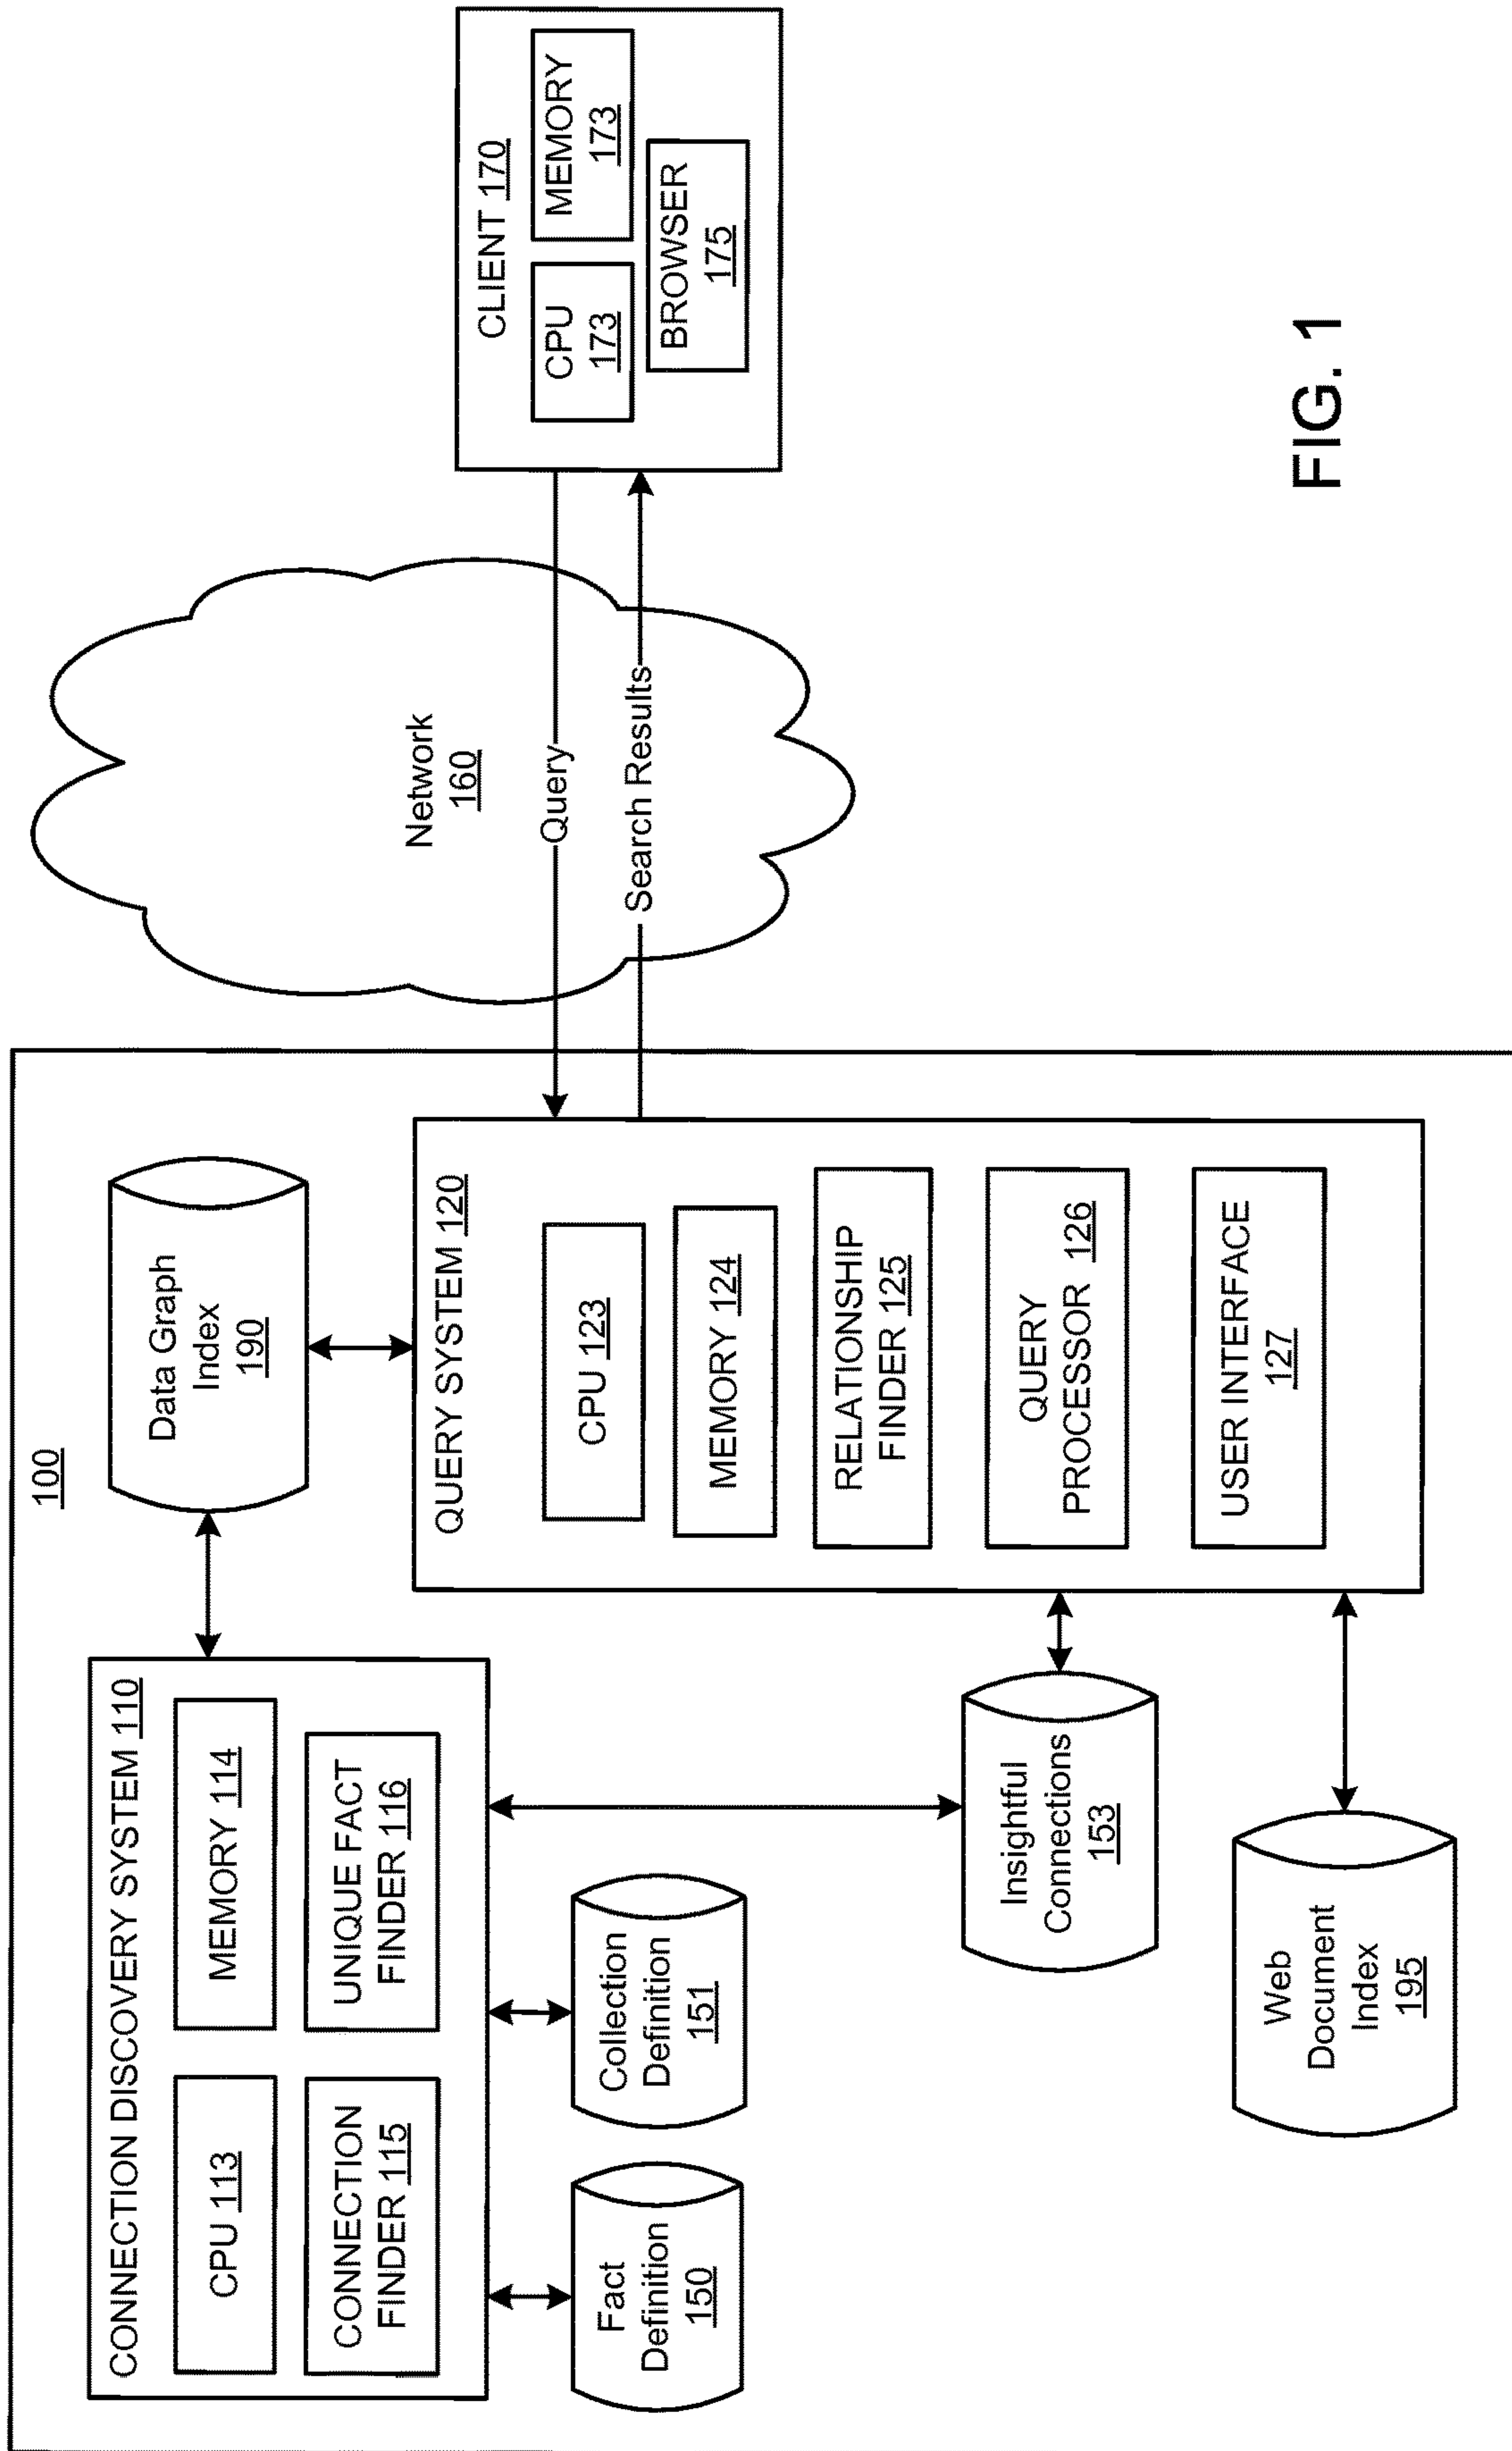 100
CONNECTION DISCOVERY SYSTEM 110
CPU 113
MEMORY 114
CONNECTION
FINDER 115
UNIQUE FACT
FINDER 116
Fact
Definition
150
Collection
Definition
151
Data Graph
Index
190
QUERY SYSTEM 120
CPU 123
MEMORY 124
RELATIONSHIP
FINDER 125
QUERY
PROCESSOR 126
USER INTERFACE
127
Insightful
Connections
153
Web
Document
Index
195
Network
160
Query
Search Results
CLIENT 170
CPU
173
MEMORY
173
BROWSER
175
FIG. 1